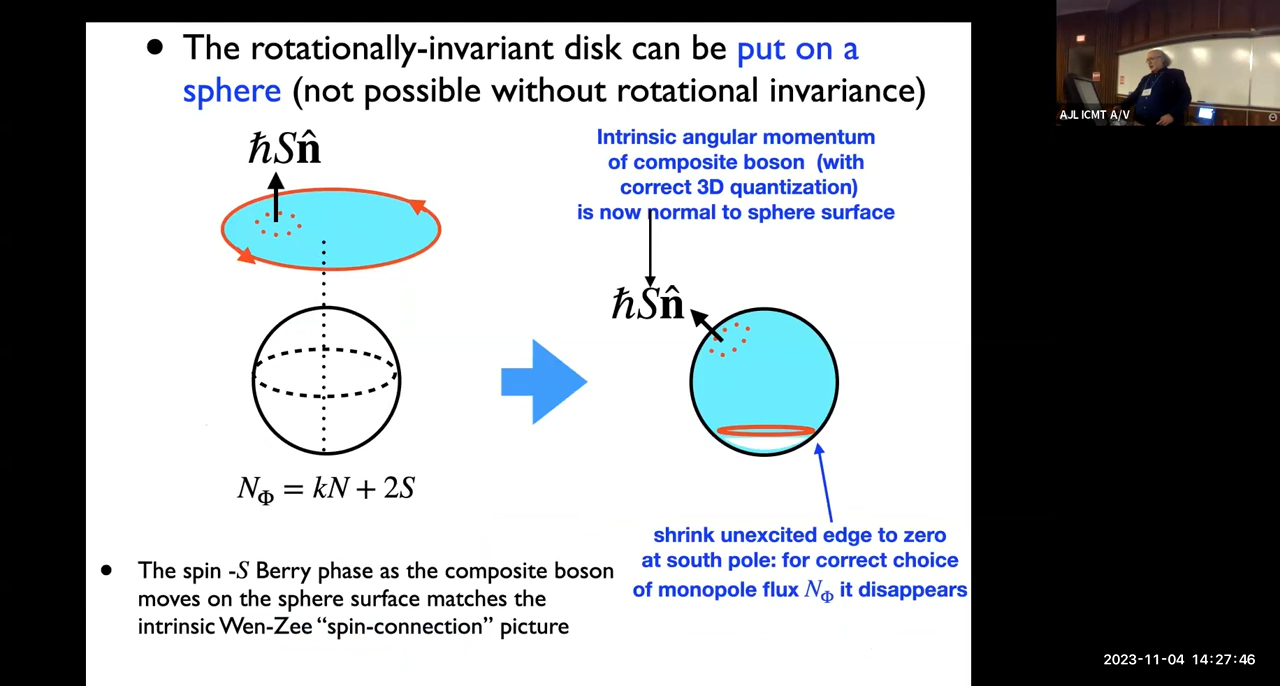 • The rotationally-invariant disk can be put on a
sphere (not possible without rotational invariance)
ħSn̂
Intrinsic angular momentum
of composite boson (with
correct 3D quantization)
is now normal to sphere surface
ħSn̂
N_Φ = kN + 2S
shrink unexcited edge to zero
at south pole: for correct choice
of monopole flux N_Φ it disappears
• The spin -S Berry phase as the composite boson
moves on the sphere surface matches the
intrinsic Wen-Zee “spin-connection” picture
AJL ICMT A/V
2023-11-04 14:27:46